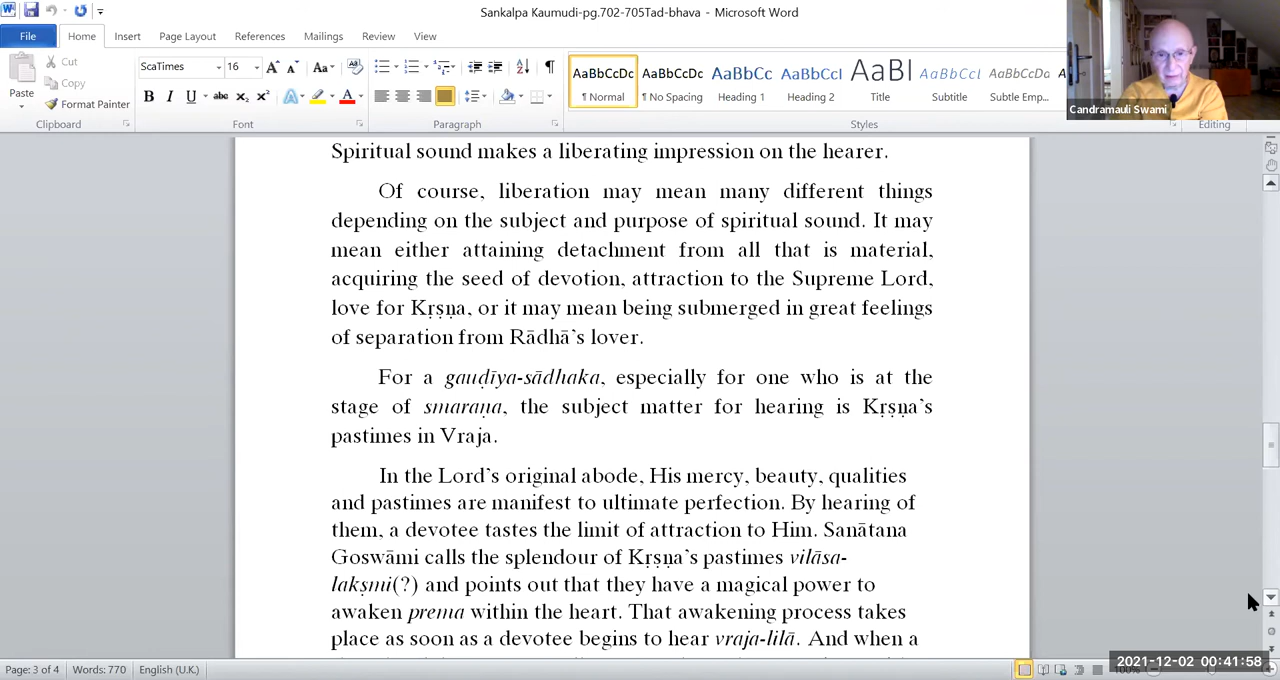 Sankalpa Kaumudi-pg.702-705Tad-bhava - Microsoft Word
File Home Insert Page Layout References Mailings Review View
Cut
Copy
Paste
Format Painter
ScaTimes 16
AaBbCcDc AaBbCcDc AaBbCc AaBbCcI AaBl AaBbCcL AaBbCcDc
¶ Normal ¶ No Spacing Heading 1 Heading 2 Title Subtitle Subtle Emp...
Clipboard Font Paragraph Styles Editing
Candramauli Swami
Spiritual sound makes a liberating impression on the hearer.
Of course, liberation may mean many different things
depending on the subject and purpose of spiritual sound. It may
mean either attaining detachment from all that is material,
acquiring the seed of devotion, attraction to the Supreme Lord,
love for Kṛṣṇa, or it may mean being submerged in great feelings
of separation from Rādhā’s lover.
For a gauḍīya-sādhaka, especially for one who is at the
stage of smaraṇa, the subject matter for hearing is Kṛṣṇa’s
pastimes in Vraja.
In the Lord’s original abode, His mercy, beauty, qualities
and pastimes are manifest to ultimate perfection. By hearing of
them, a devotee tastes the limit of attraction to Him. Sanātana
Goswāmi calls the splendour of Kṛṣṇa’s pastimes vilāsa-
lakṣmi(?) and points out that they have a magical power to
awaken prema within the heart. That awakening process takes
place as soon as a devotee begins to hear vraja-lilā. And when a
Page: 3 of 4 Words: 770 English (U.K.)
2021-12-02 00:41:58